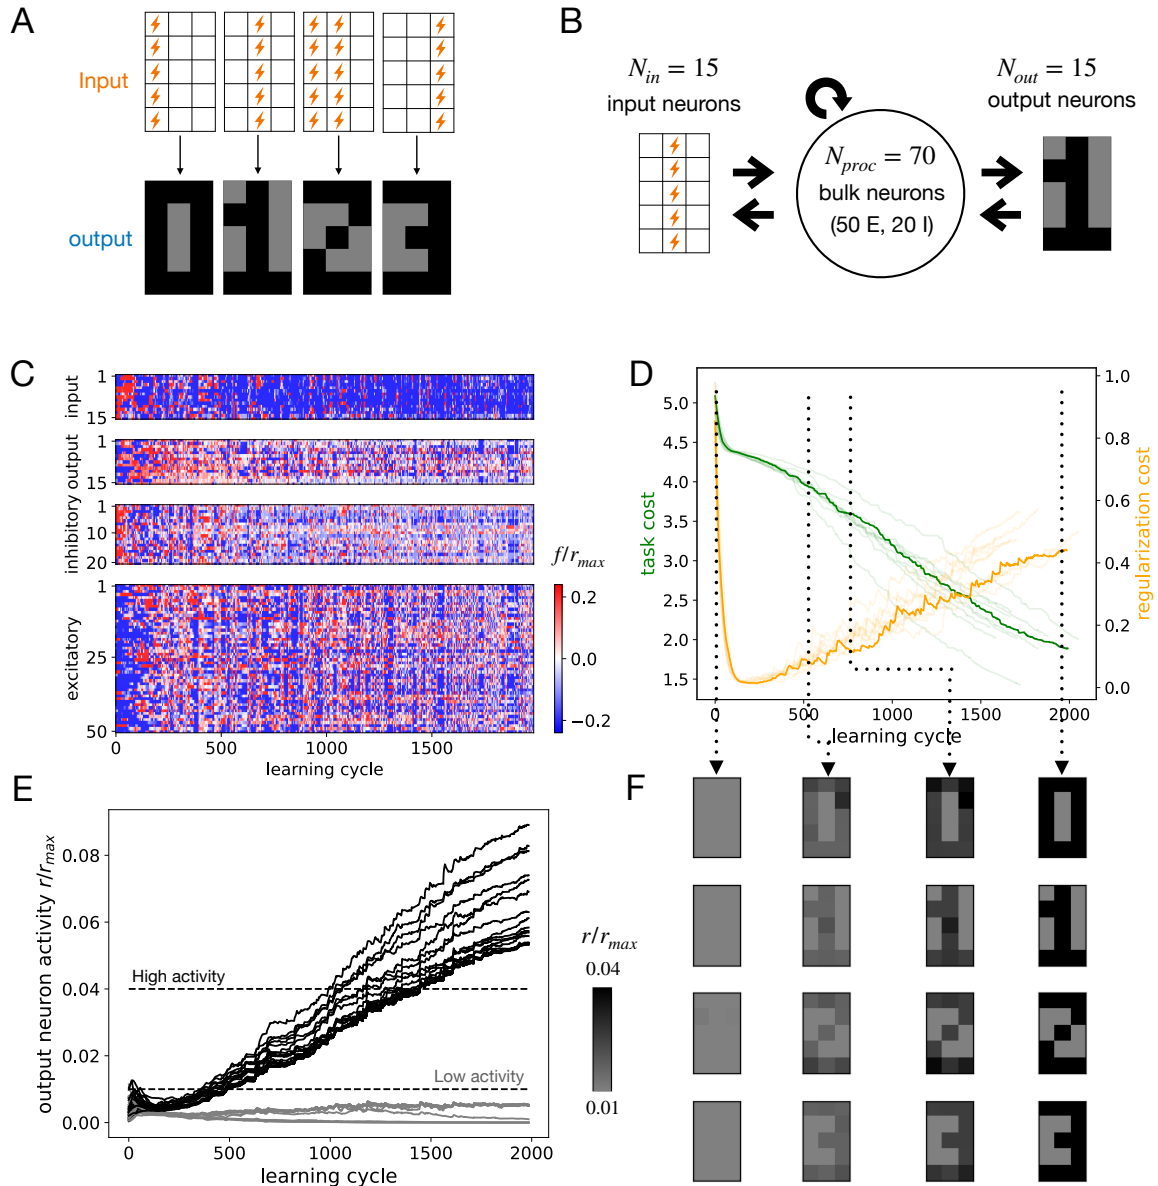 A
Input
output
B
N_in = 15
input neurons
N_out = 15
output neurons
N_proc = 70
bulk neurons
(50 E, 20 I)
C
input
1
15
output
1
15
inhibitory
1
10
20
excitatory
1
25
50
0
500
1000
1500
learning cycle
f/r_max
0.2
0.0
−0.2
D
task cost
5.0
4.5
4.0
3.5
3.0
2.5
2.0
1.5
regularization cost
1.0
0.8
0.6
0.4
0.2
0.0
0
500
1000
1500
2000
learning cycle
E
output neuron activity r/r_max
0.08
0.06
0.04
0.02
0.00
High activity
Low activity
0
500
1000
1500
2000
learning cycle
F
r/r_max
0.04
0.01